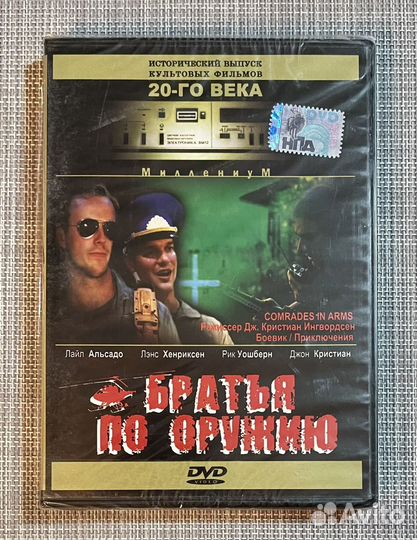 ИСТОРИЧЕСКИЙ ВЫПУСК
КУЛЬТОВЫХ ФИЛЬМОВ
20-ГО ВЕКА
DVD
НПД
МиллениуМ
COMRADES IN ARMS
Режиссер Дж. Кристиан Ингвордсен
Боевик / Приключения
Лайл Альсадо Лэнс Хенриксен Рик Уошберн Джон Кристиан
БРАТЬЯ
ПО ОРУЖИЮ
DVD
VIDEO
Avito